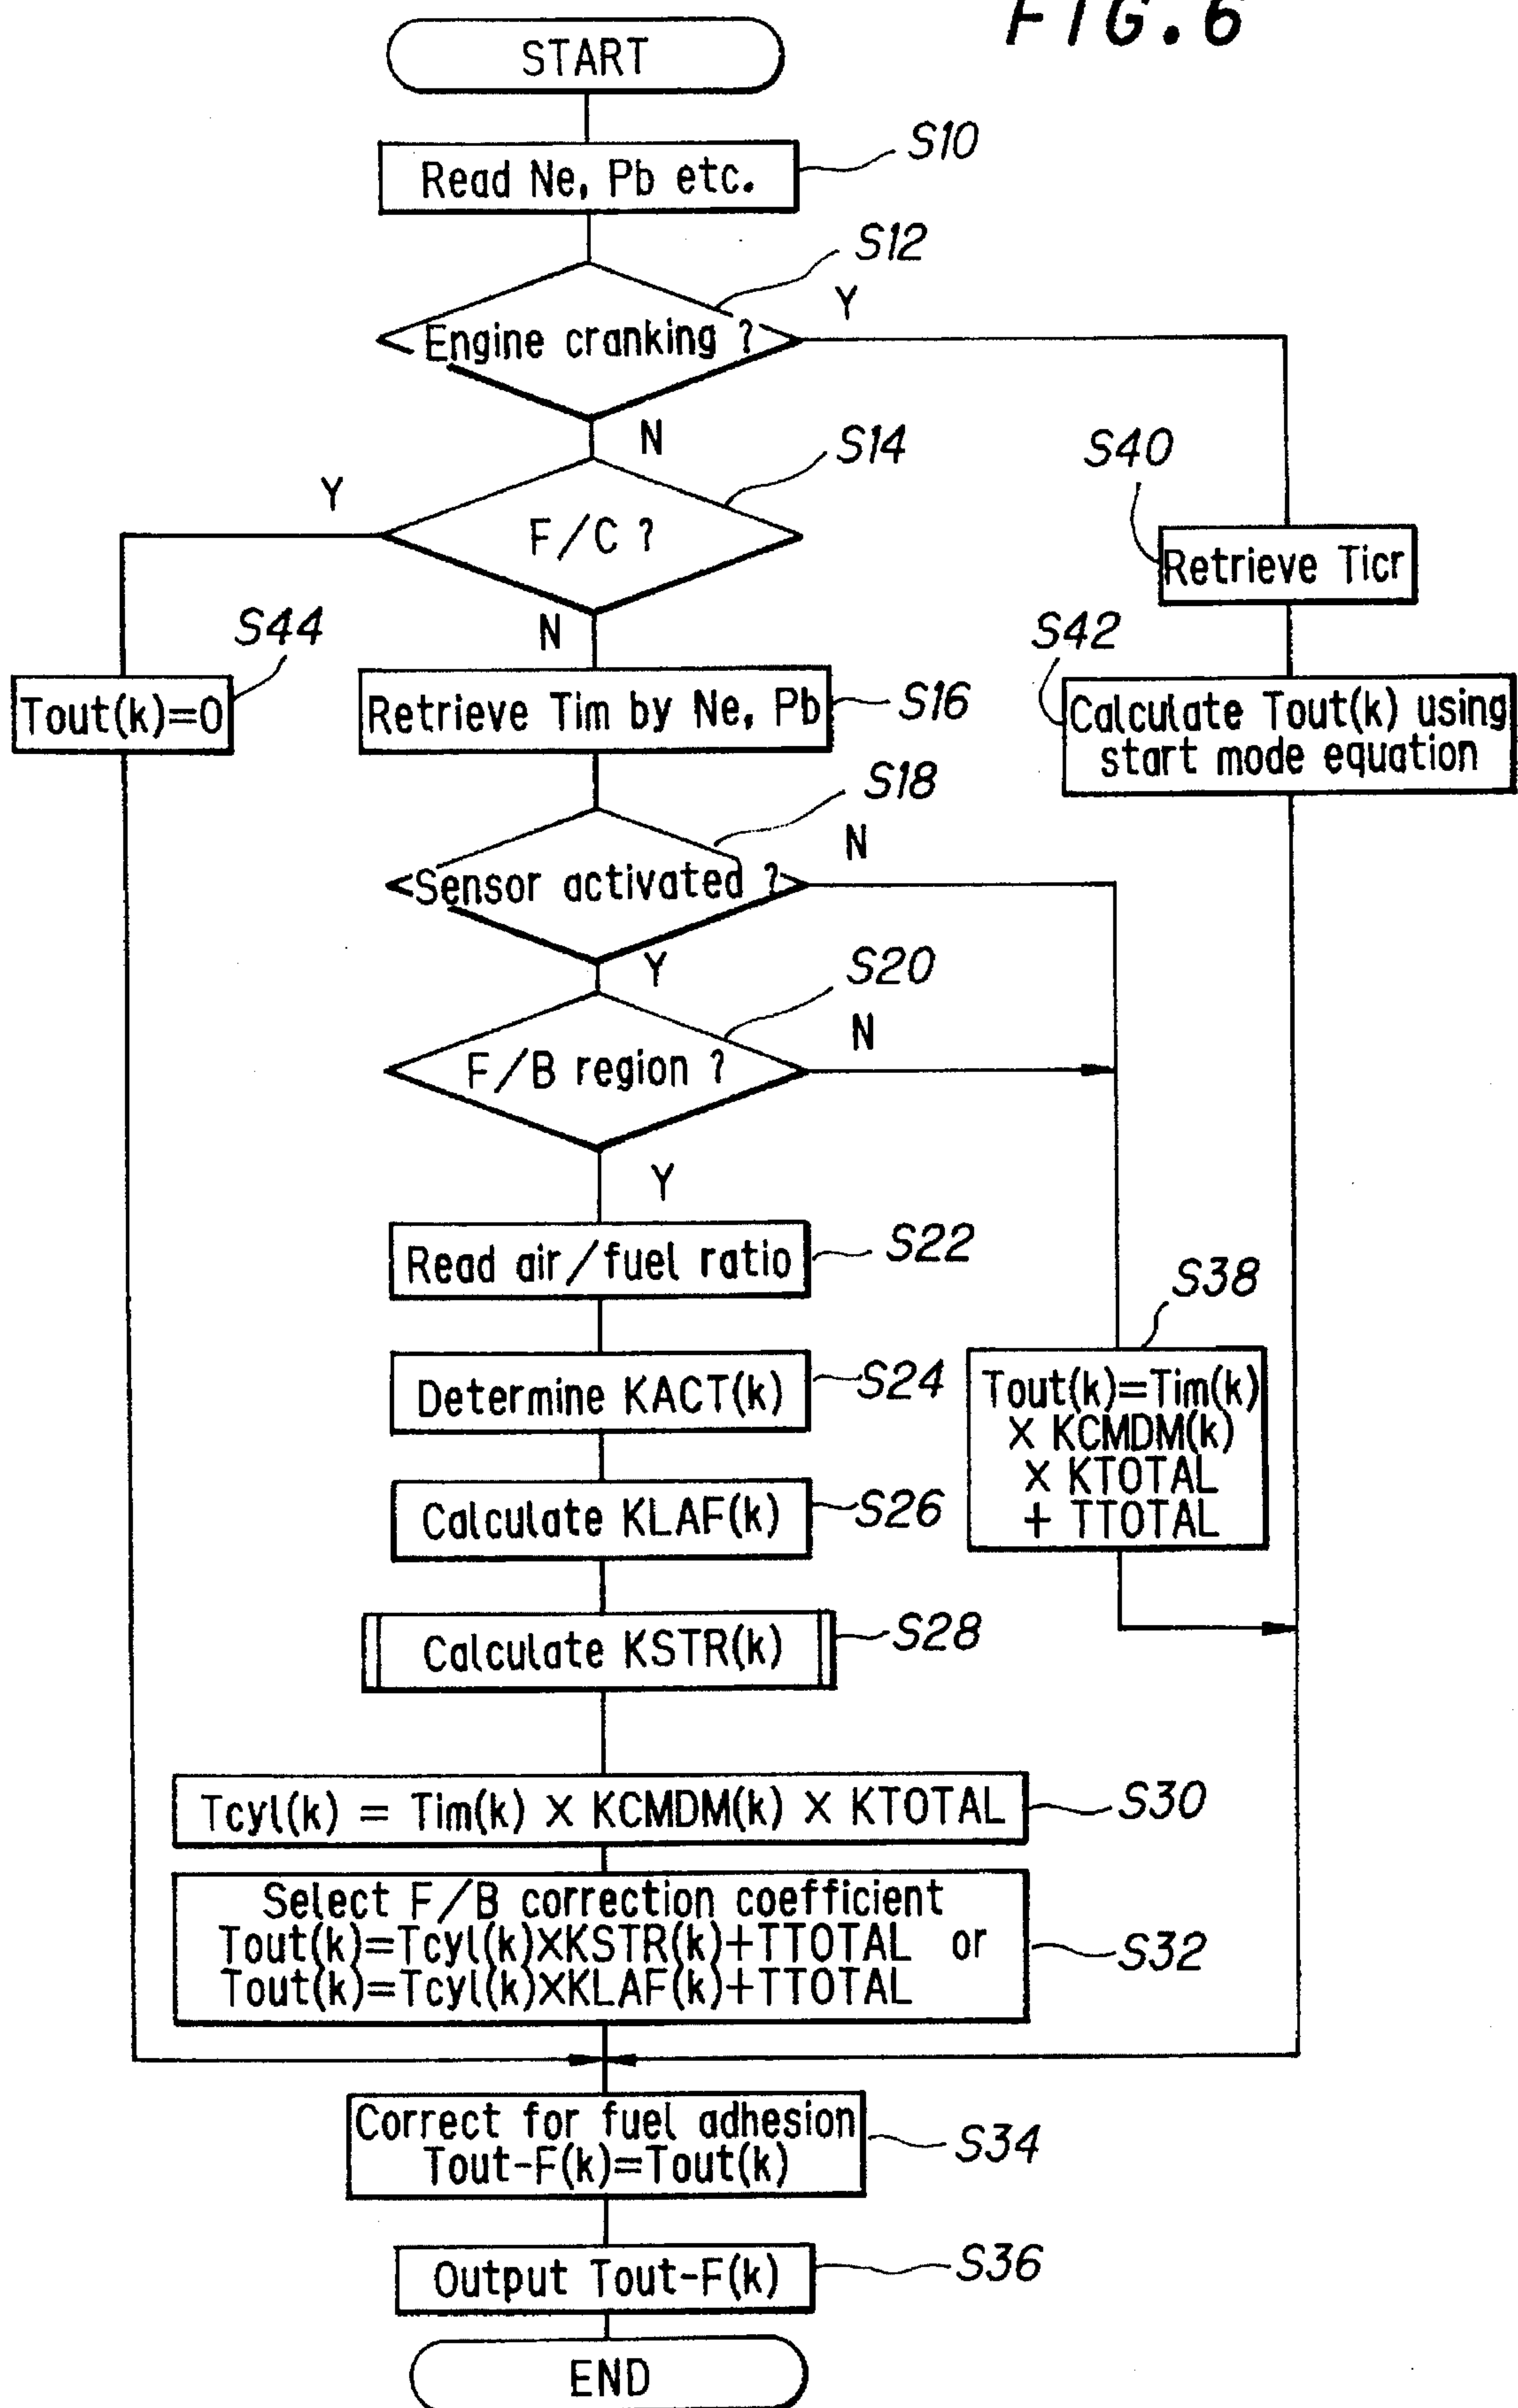 FIG. 6
START
Read Ne, Pb etc.
S10
S12
Engine cranking ?
Y
N
S14
Y
F/C ?
N
S40
Retrieve Ticr
S44
Tout(k)=0
Retrieve Tim by Ne, Pb
S16
S42
Calculate Tout(k) using
start mode equation
S18
Sensor activated ?
N
Y
S20
F/B region ?
N
Y
Read air/fuel ratio
S22
Determine KACT(k)
S24
S38
Tout(k)=Tim(k)
X KCMDM(k)
X KTOTAL
+ TTOTAL
Calculate KLAF(k)
S26
Calculate KSTR(k)
S28
Tcyl(k) = Tim(k) X KCMDM(k) X KTOTAL
S30
Select F/B correction coefficient
Tout(k)=Tcyl(k)XKSTR(k)+TTOTAL or
Tout(k)=Tcyl(k)XKLAF(k)+TTOTAL
S32
Correct for fuel adhesion
Tout-F(k)=Tout(k)
S34
Output Tout-F(k)
S36
END